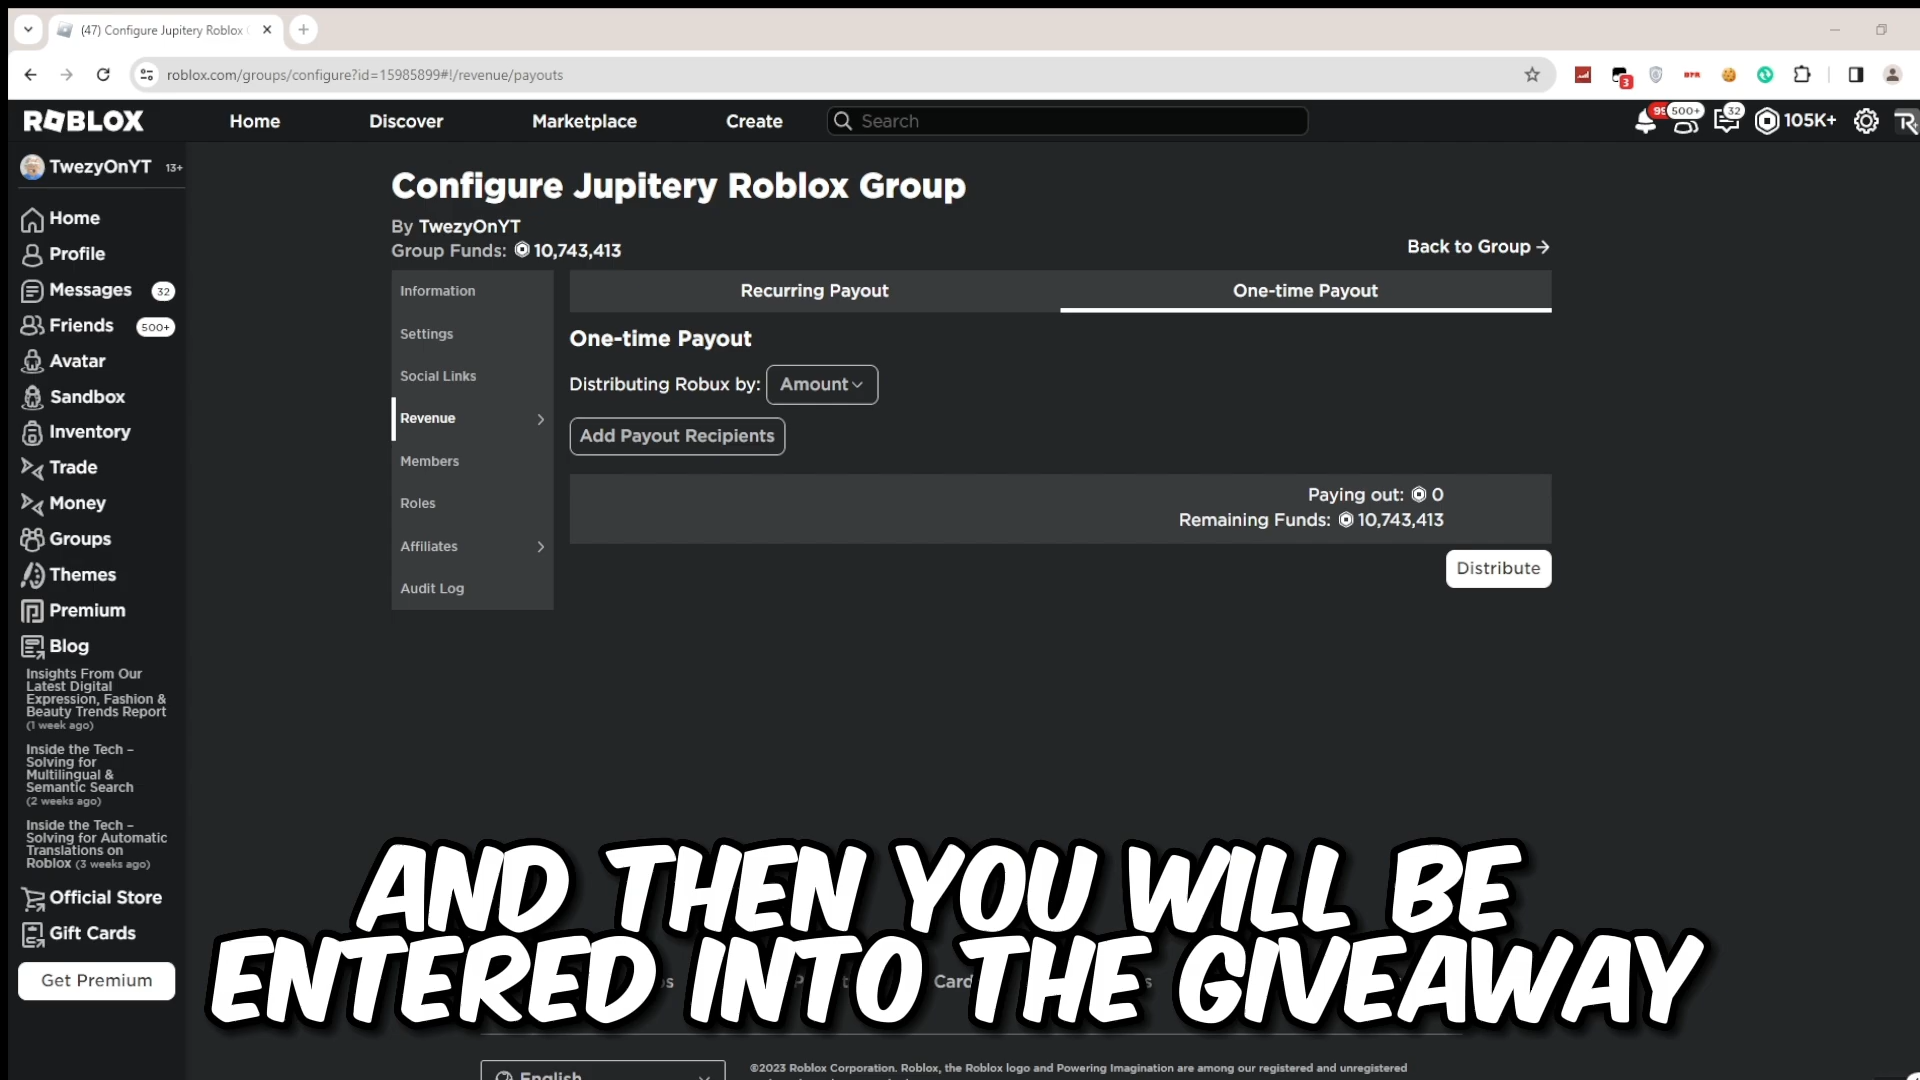 (47) Configure Jupitery Roblox
roblox.com/groups/configure?id=15985899#!/revenue/payouts
3
ROBLOX
Home
Discover
Marketplace
Create
Search
99
500+
32
105K+
TwezyOnYT 13+
Home
Profile
Messages 32
Friends 500+
Avatar
Sandbox
Inventory
Trade
Money
Groups
Themes
Premium
Blog
Insights From Our
Latest Digital
Expression, Fashion &
Beauty Trends Report
(1 week ago)
Inside the Tech –
Solving for
Multilingual &
Semantic Search
(2 weeks ago)
Inside the Tech –
Solving for Automatic
Translations on
Roblox (3 weeks ago)
Official Store
Gift Cards
Get Premium
Configure Jupitery Roblox Group
By TwezyOnYT
Group Funds: 10,743,413
Back to Group
Information
Settings
Social Links
Revenue
Members
Roles
Affiliates
Audit Log
Recurring Payout
One-time Payout
One-time Payout
Distributing Robux by: Amount
Add Payout Recipients
Paying out: 0
Remaining Funds: 10,743,413
Distribute
AND THEN YOU WILL BE
ENTERED INTO THE GIVEAWAY
English
©2023 Roblox Corporation. Roblox, the Roblox logo and Powering Imagination are among our registered and unregistered